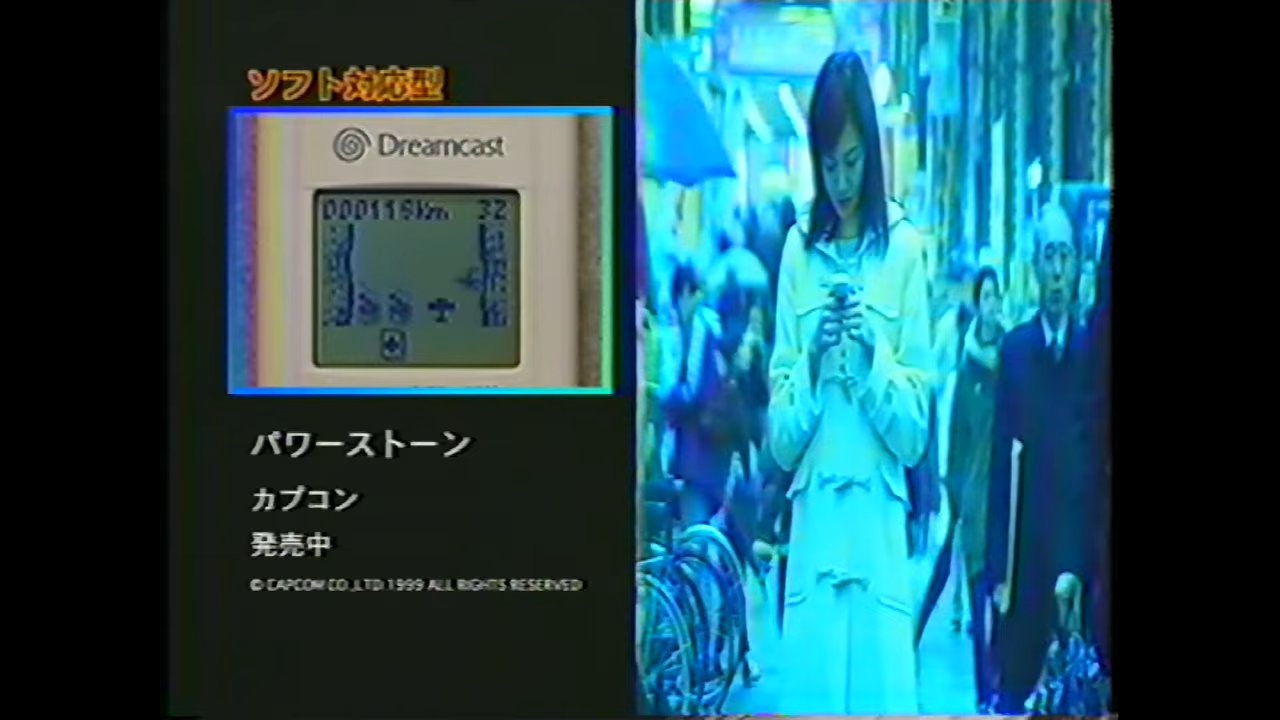 ソフト対応型
Dreamcast
000116km 32
パワーストーン
カプコン
発売中
© CAPCOM CO.,LTD.1999 ALL RIGHTS RESERVED